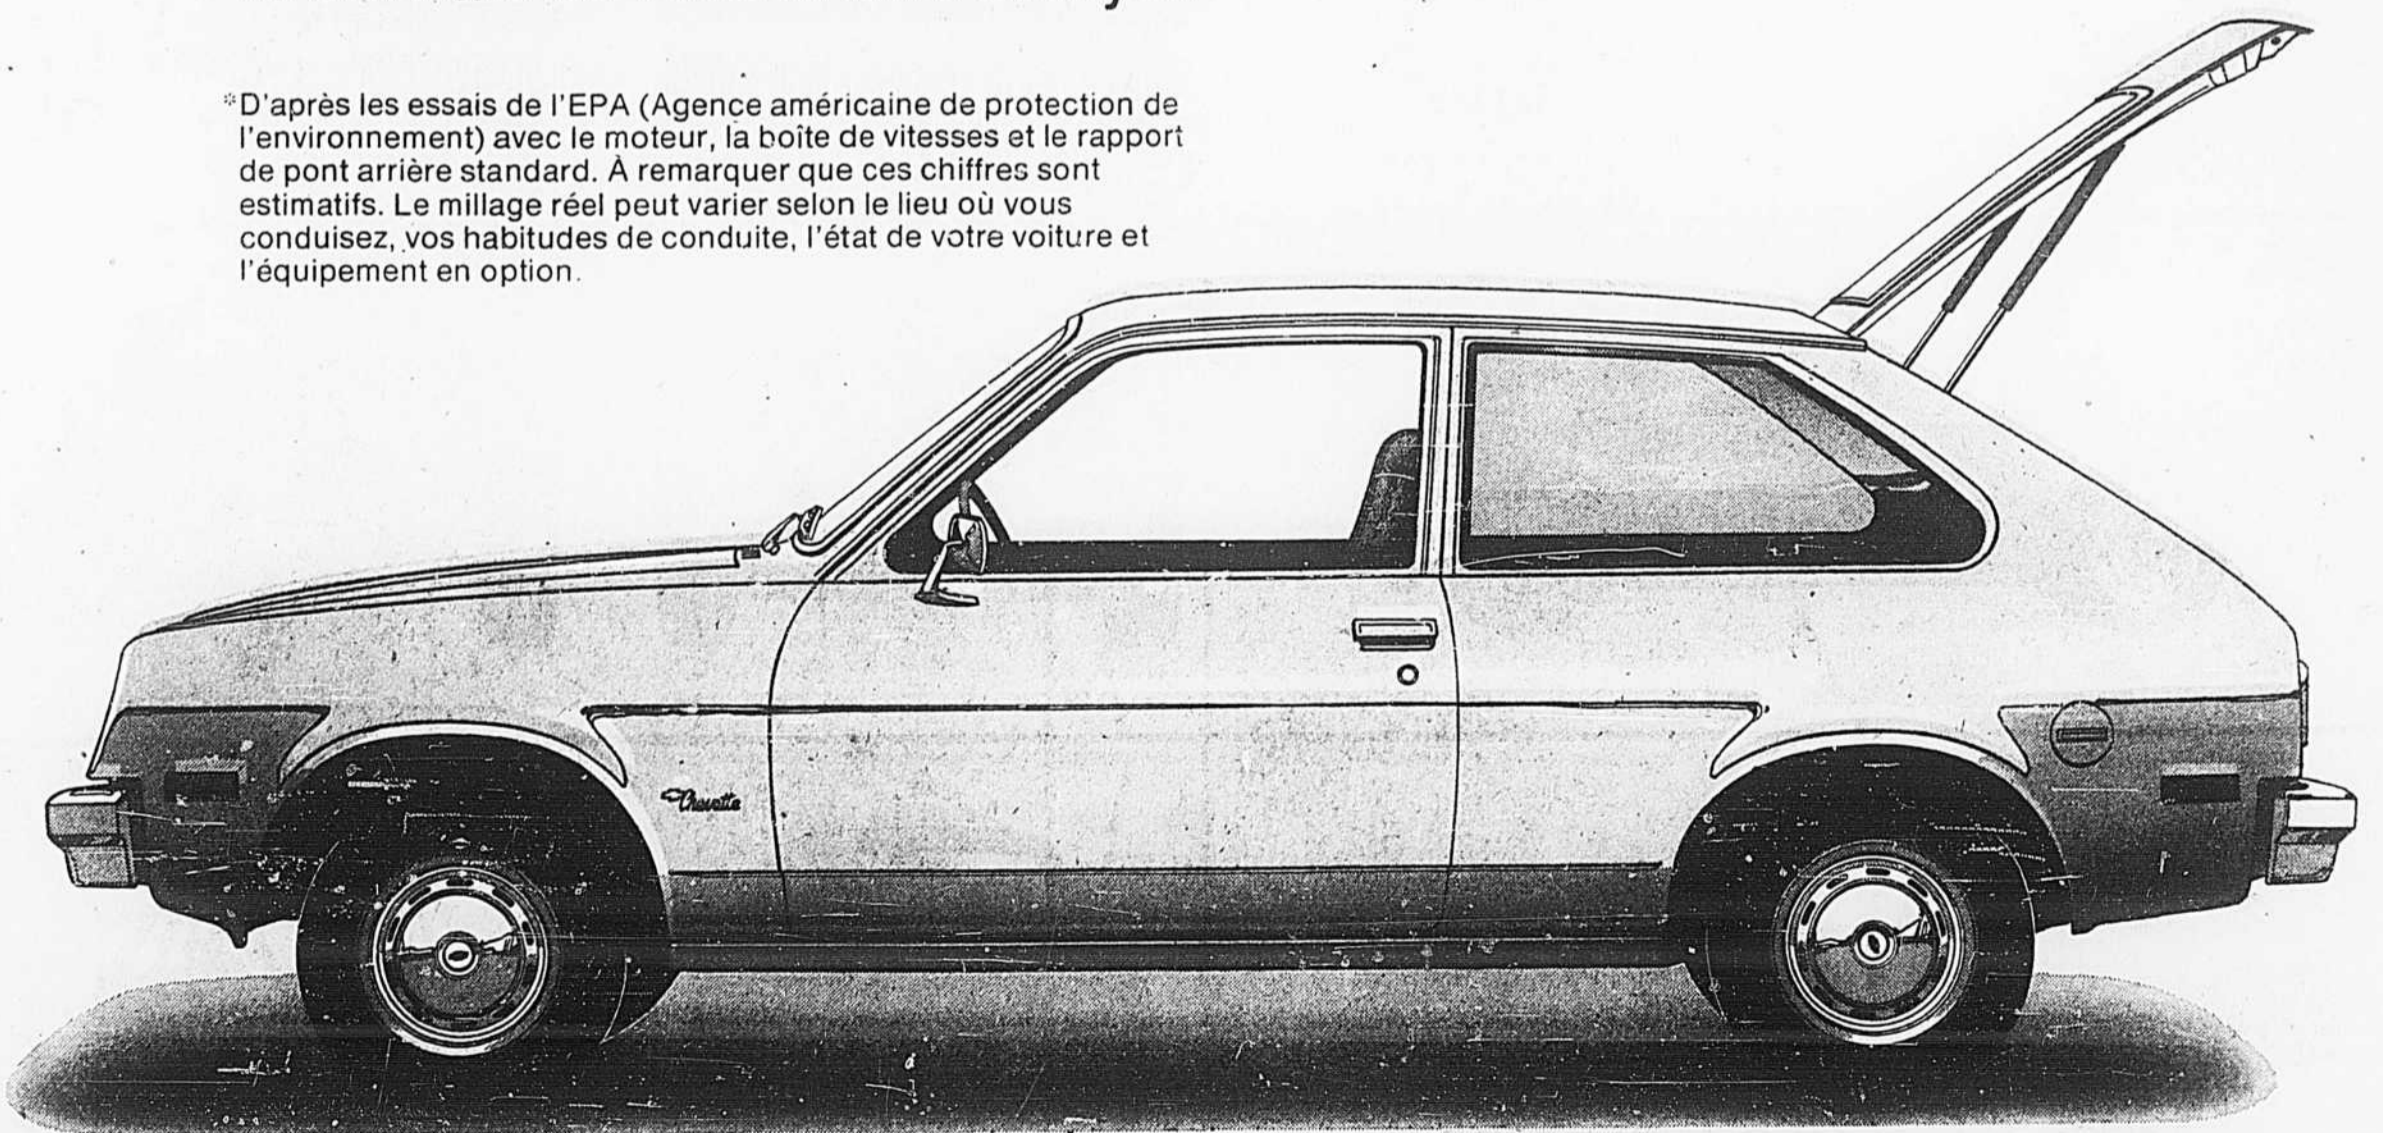 *D'après les essais de l'EPA (Agence américaine de protection de
l'environnement) avec le moteur, la boîte de vitesses et le rapport
de pont arrière standard. À remarquer que ces chiffres sont
estimatifs. Le millage réel peut varier selon le lieu où vous
conduisez, vos habitudes de conduite, l'état de votre voiture et
l'équipement en option.
Chevette